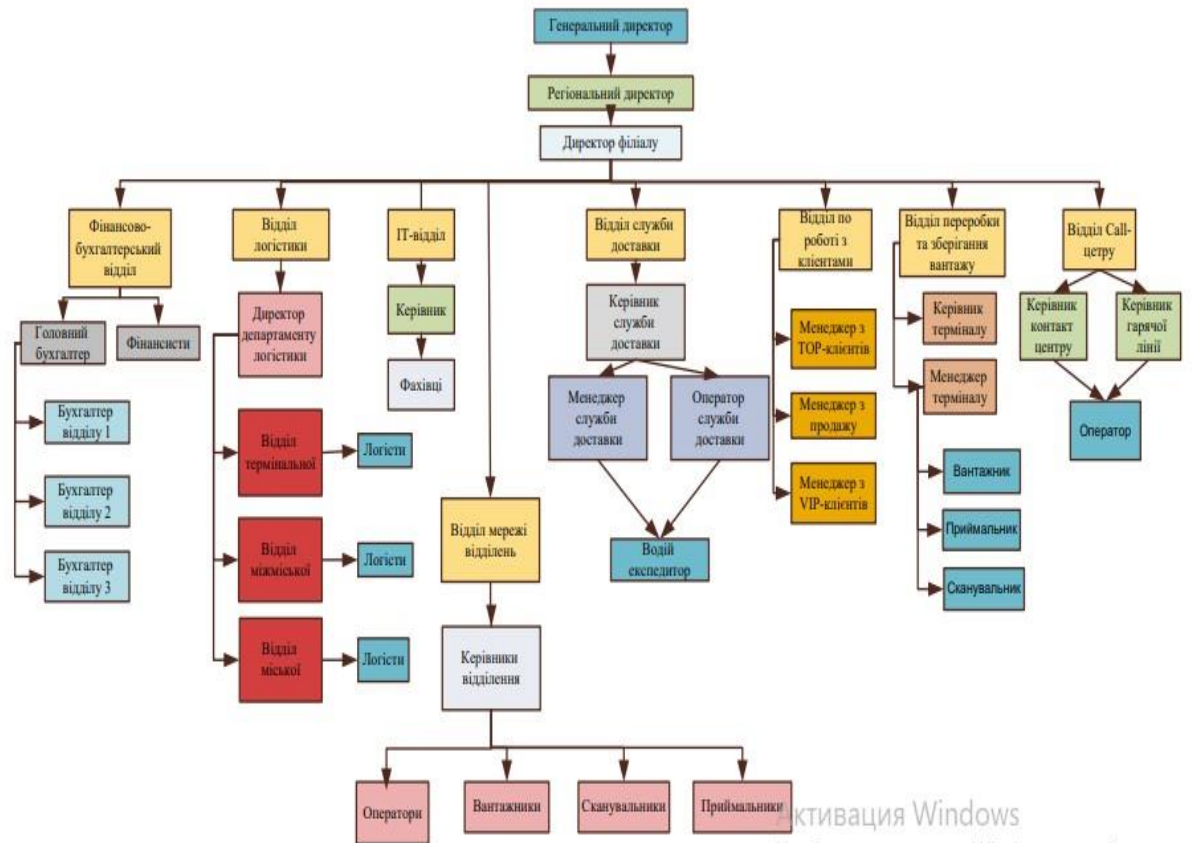 Генеральний директор
Регіональний директор
Директор філіалу
Фінансово-
бухгалтерський
відділ
Відділ
логістики
ІТ-відділ
Відділ служби
доставки
Відділ по
роботі з
клієнтами
Відділ переробки
та зберігання
вантажу
Відділ Call-
цетру
Головний
бухгалтер
Фінансисти
Директор
департаменту
логістики
Керівник
Фахівці
Керівник
служби
доставки
Менеджер з
TOP-клієнтів
Керівник
терміналу
Керівник
контакт
центру
Керівник
гарячої
лінії
Менеджер
терміналу
Бухгалтер
відділу 1
Відділ
термінальної
Логісти
Менеджер
служби
доставки
Оператор
служби
доставки
Менеджер з
продажу
Оператор
Вантажник
Бухгалтер
відділу 2
Менеджер з
VIP-клієнтів
Відділ
міжміської
Логісти
Відділ мережі
відділень
Водій
експедитор
Приймальник
Бухгалтер
відділу 3
Сканувальник
Відділ
міської
Логісти
Керівники
відділення
Оператори
Вантажники
Сканувальники
Приймальники
Активация Windows